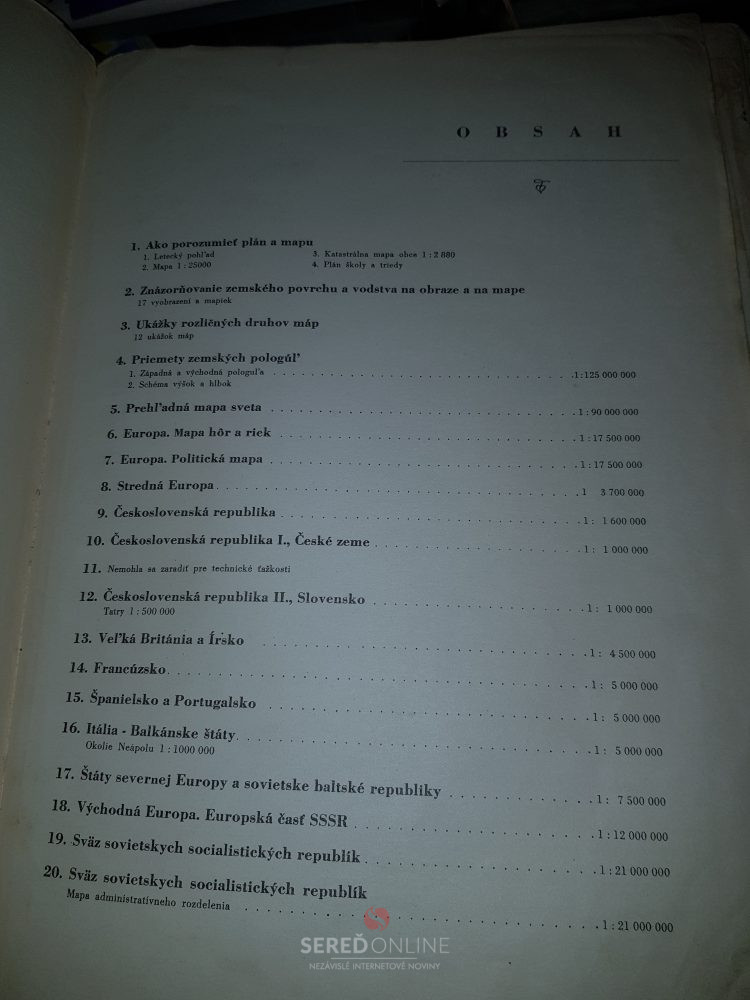 OBSAH
1. Ako porozumieť plán a mapu
1. Letecký pohľad
2. Mapa 1 : 25000
3. Katastrálna mapa obce 1 : 2 880
4. Plán školy a triedy
2. Znázorňovanie zemského povrchu a vodstva na obraze a na mape
17 vyobrazení a mapiek
3. Ukážky rozličných druhov máp
12 ukážok máp
4. Priemety zemských pologúľ
1. Západná a východná pologuľa . . . 1 : 125 000 000
2. Schéma výšok a hĺbok
5. Prehľadná mapa sveta . . . 1 : 90 000 000
6. Europa. Mapa hôr a riek . . . 1 : 17 500 000
7. Europa. Politická mapa . . . 1 : 17 500 000
8. Stredná Europa . . . 1 3 700 000
9. Československá republika . . . 1 : 1 600 000
10. Československá republika I., České zeme . . . 1 : 1 000 000
11. Nemohla sa zaradiť pre technické ťažkosti
12. Československá republika II., Slovensko . . . 1 : 1 000 000
Tatry 1 : 500 000
13. Veľká Británia a Írsko . . . 1 : 4 500 000
14. Francúzsko . . . 1 : 5 000 000
15. Španielsko a Portugalsko . . . 1 : 5 000 000
16. Itália - Balkánske štáty . . . 1 : 5 000 000
Okolie Neápolu 1 : 1000 000
17. Štáty severnej Europy a sovietske baltské republiky . . . 1 : 7 500 000
18. Východná Europa. Europská časť SSSR . . . 1 : 12 000 000
19. Sväz sovietskych socialistických republík . . . 1 : 21 000 000
20. Sväz sovietskych socialistických republík
Mapa administratívneho rozdelenia . . . 1 : 21 000 000
SEREĎONLINE
NEZÁVISLÉ INTERNETOVÉ NOVINY